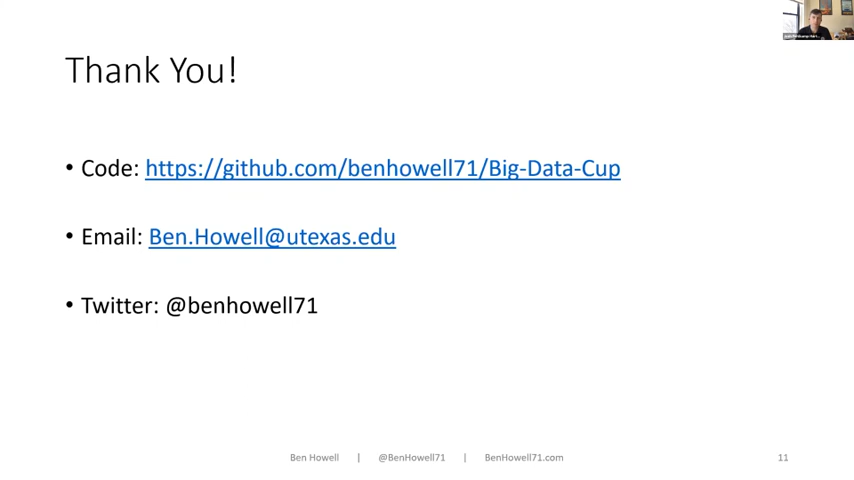 Thank You!
• Code: https://github.com/benhowell71/Big-Data-Cup
• Email: Ben.Howell@utexas.edu
• Twitter: @benhowell71
Ben Howell | @BenHowell71 | BenHowell71.com
11